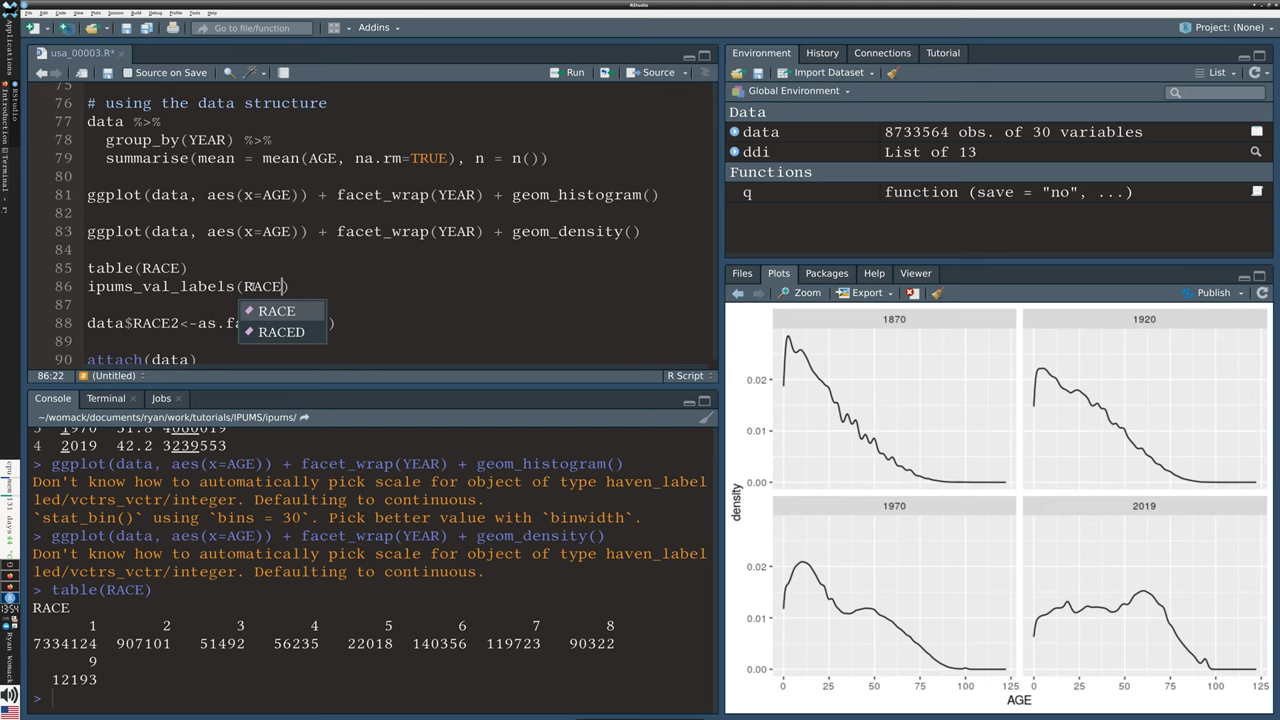 RStudio
File Edit Code View Plots Session Build Debug Profile Tools Help
Go to file/function
Addins
Project: (None)
usa_00003.R*
Source on Save
Run
Source
75
76 # using the data structure
77 data %>%
78 group_by(YEAR) %>%
79 summarise(mean = mean(AGE, na.rm=TRUE), n = n())
80
81 ggplot(data, aes(x=AGE)) + facet_wrap(YEAR) + geom_histogram()
82
83 ggplot(data, aes(x=AGE)) + facet_wrap(YEAR) + geom_density()
84
85 table(RACE)
86 ipums_val_labels(RACE)
RACE
87
RACED
88 data$RACE2<-as.fa )
89
90 attach(data)
86:22 (Untitled) R Script
Console Terminal Jobs
~/womack/documents/ryan/work/tutorials/IPUMS/ipums/
3 1970 31.8 4060019
4 2019 42.2 3239553
> ggplot(data, aes(x=AGE)) + facet_wrap(YEAR) + geom_histogram()
Don't know how to automatically pick scale for object of type haven_label
led/vctrs_vctr/integer. Defaulting to continuous.
`stat_bin()` using `bins = 30`. Pick better value with `binwidth`.
> ggplot(data, aes(x=AGE)) + facet_wrap(YEAR) + geom_density()
Don't know how to automatically pick scale for object of type haven_label
led/vctrs_vctr/integer. Defaulting to continuous.
> table(RACE)
RACE
1 2 3 4 5 6 7 8
7334124 907101 51492 56235 22018 140356 119723 90322
9
12193
>
Environment History Connections Tutorial
Import Dataset
List
Global Environment
Data
data 8733564 obs. of 30 variables
ddi List of 13
Functions
q function (save = "no", ...)
Files Plots Packages Help Viewer
Zoom Export Publish
1870 1920
0.02
0.01
0.00
density
1970 2019
0.02
0.01
0.00
0 25 50 75 100 125 0 25 50 75 100 125
AGE
Applications
RStudio
Introduction
Terminal - r
131 days
13:54
Ryan Womack